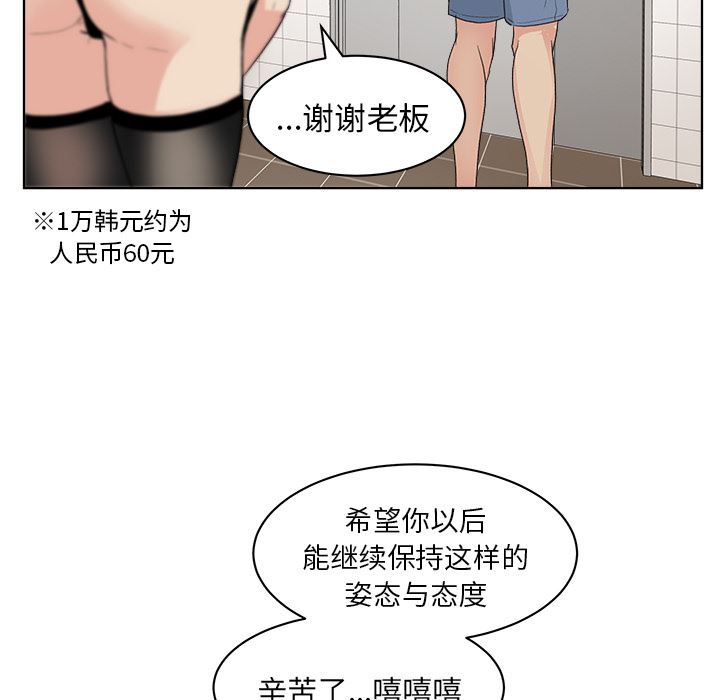 ...谢谢老板
※1万韩元约为
人民币60元
希望你以后
能继续保持这样的
姿态与态度
辛苦了...嘻嘻嘻